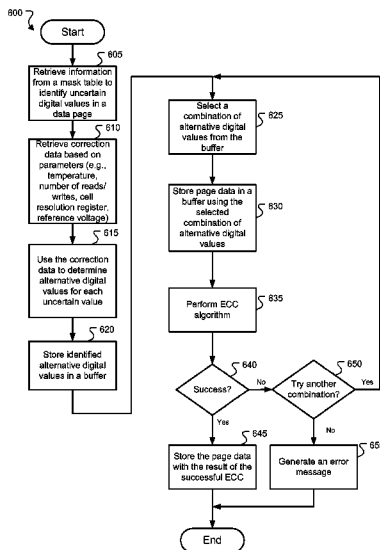 600
Start
605
Retrieve information
from a mask table to
identify uncertain
digital values in a
data page
610
Retrieve correction
data based on
parameters (e.g.,
temperature,
number of reads/
writes, cell
resolution register,
reference voltage)
615
Use the correction
data to determine
alternative digital
values for each
uncertain value
620
Store identified
alternative digital
values in a buffer
625
Select a
combination of
alternative digital
values from the
buffer
630
Store page data in a
buffer using the
selected
combination of
alternative digital
values
635
Perform ECC
algorithm
640
Success?
No
Yes
650
Try another
combination?
Yes
No
645
Store the page data
with the result of the
successful ECC
Generate an error
message
End